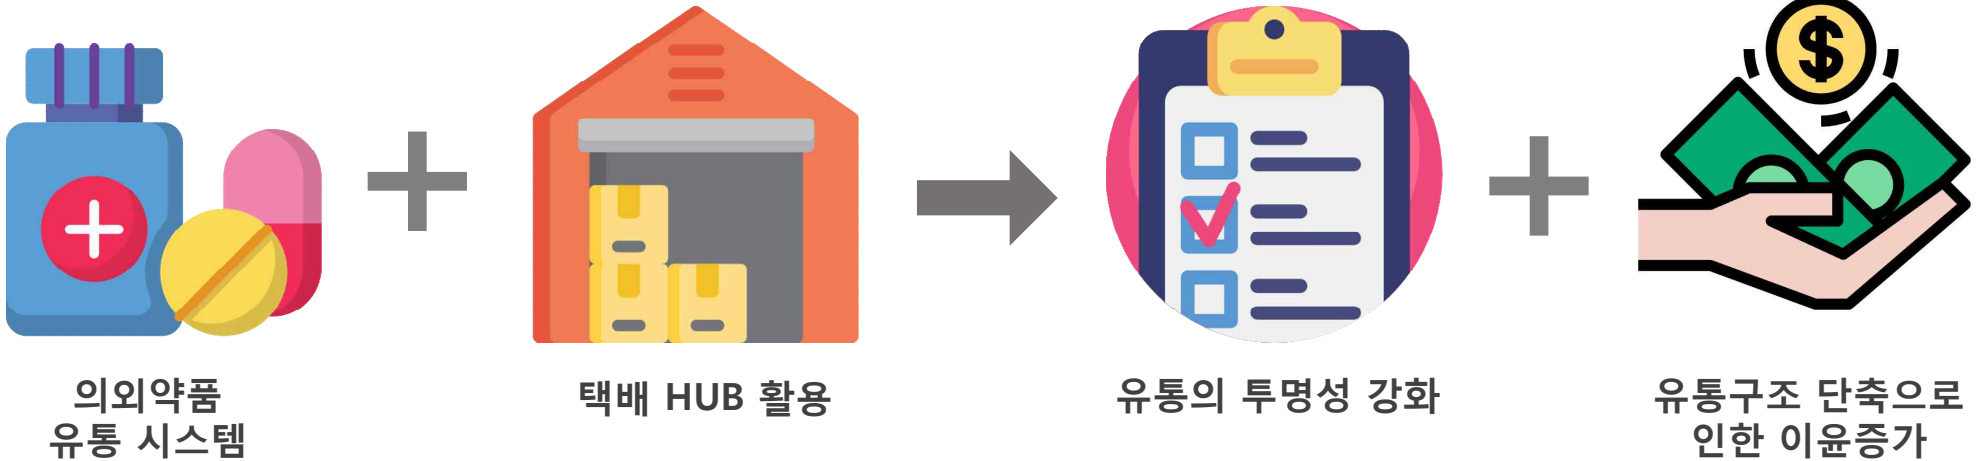 의외약품
유통 시스템
택배 HUB 활용
유통의 투명성 강화
유통구조 단축으로
인한 이윤증가